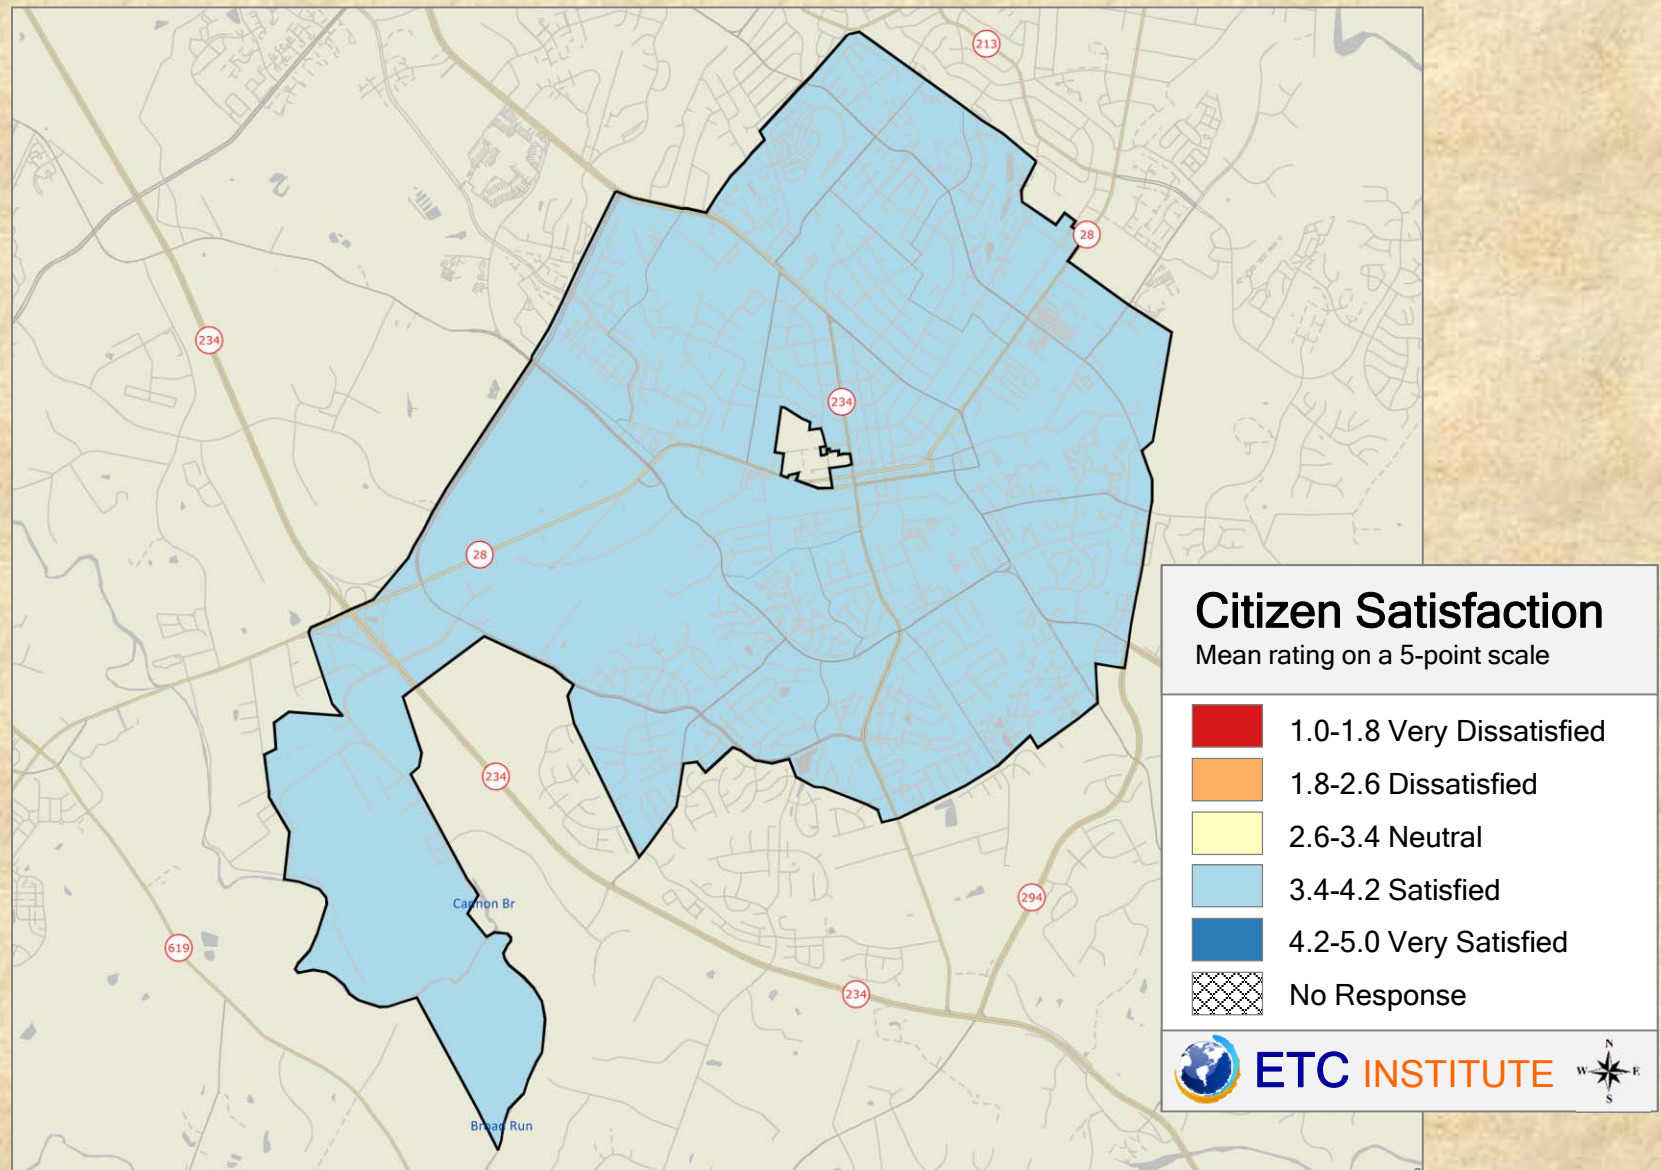 213
28
234
234
28
234
Cannon Br
294
619
234
Broad Run
Citizen Satisfaction
Mean rating on a 5-point scale
1.0-1.8 Very Dissatisfied
1.8-2.6 Dissatisfied
2.6-3.4 Neutral
3.4-4.2 Satisfied
4.2-5.0 Very Satisfied
No Response
ETC INSTITUTE
N
W E
S